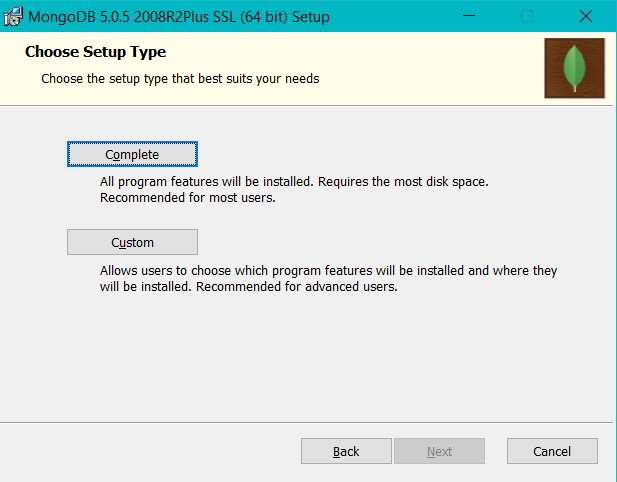 MongoDB 5.0.5 2008R2Plus SSL (64 bit) Setup
Choose Setup Type
Choose the setup type that best suits your needs
Complete
All program features will be installed. Requires the most disk space.
Recommended for most users.
Custom
Allows users to choose which program features will be installed and where they
will be installed. Recommended for advanced users.
Back
Next
Cancel